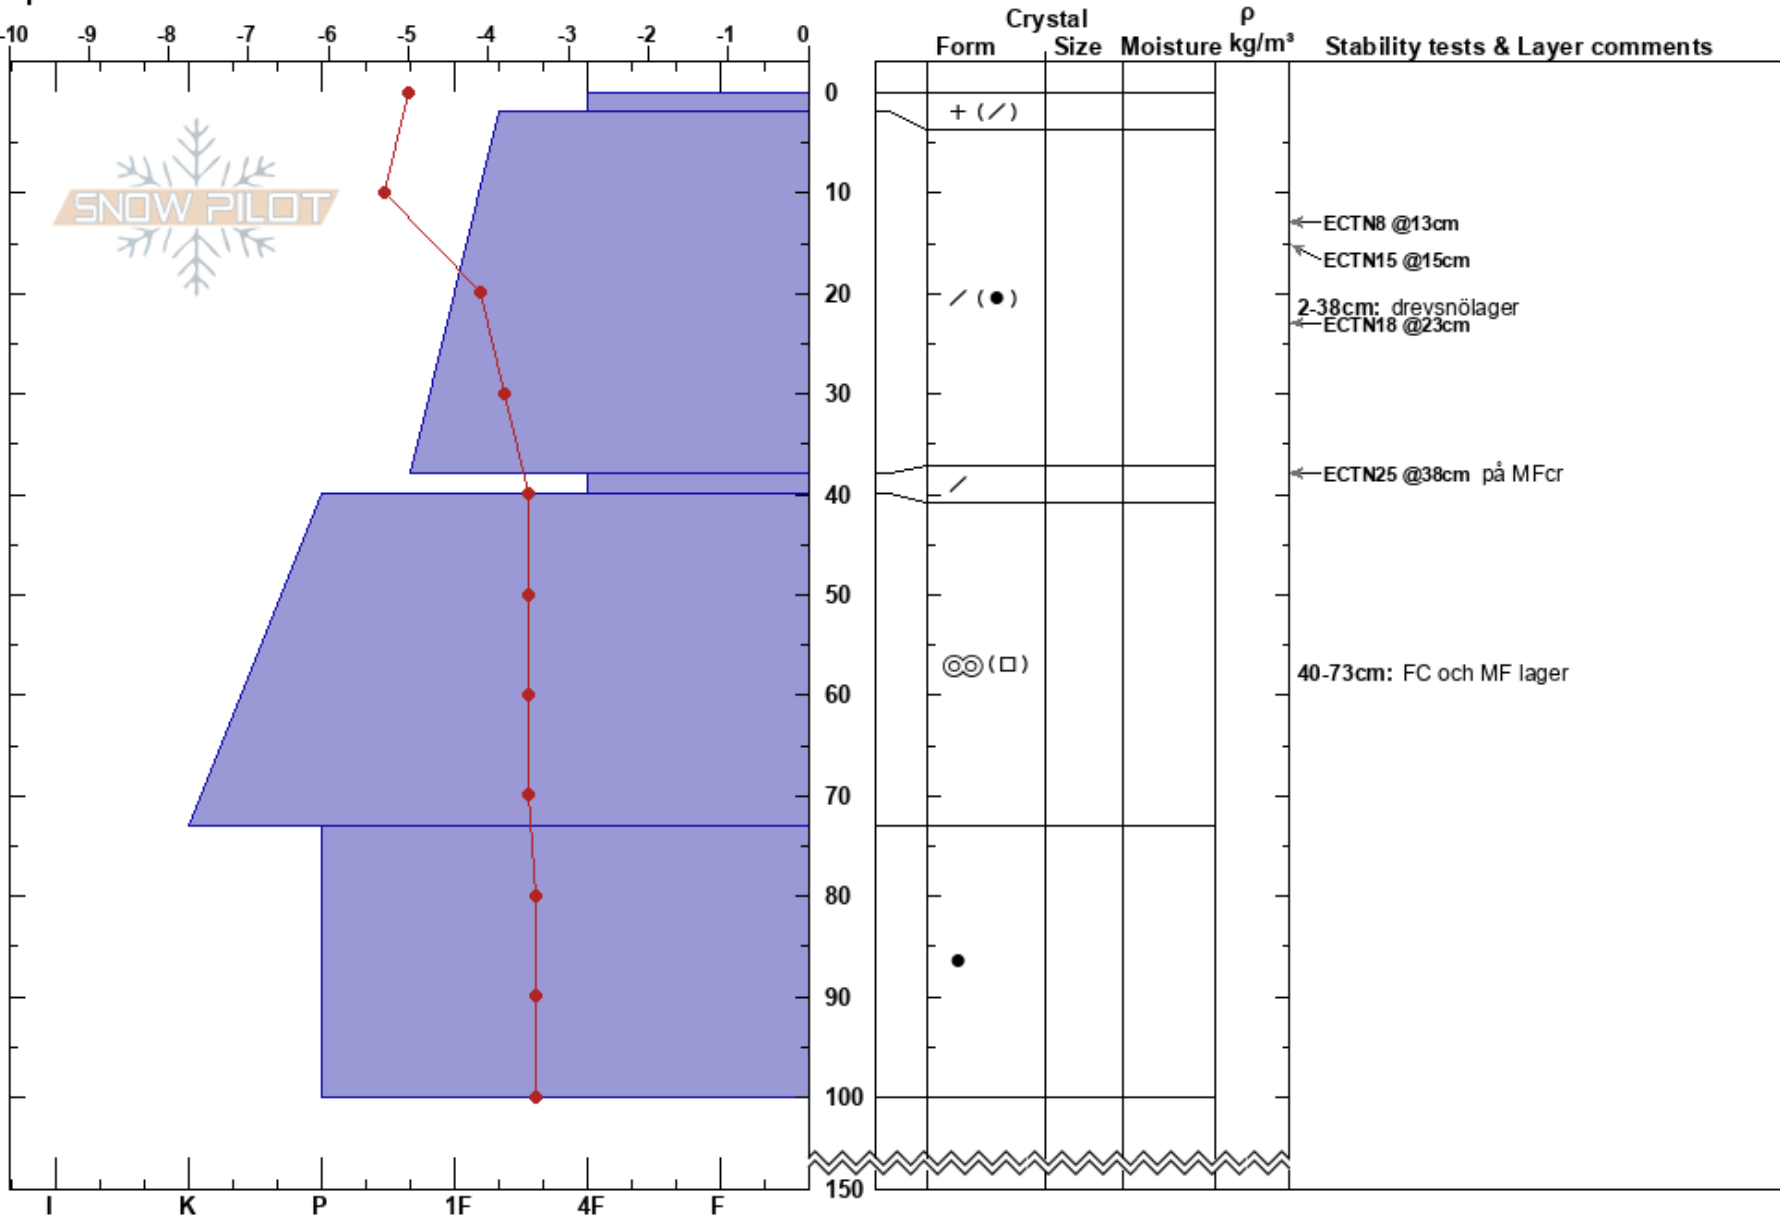 -10 -9 -8 -7 -6 -5 -4 -3 -2 -1 0
Crystal
ρ
Form Size Moisture kg/m³ Stability tests & Layer comments
0
+ (/)
SNOW PILOT
10
ECTN8 @13cm
ECTN15 @15cm
20
/ (●)
2-38cm: drevsnölager
ECTN18 @23cm
30
ECTN25 @38cm på MFcr
/
40
50
(□)
60
40-73cm: FC och MF lager
70
80
●
90
100
150
I K P 1F 4F F